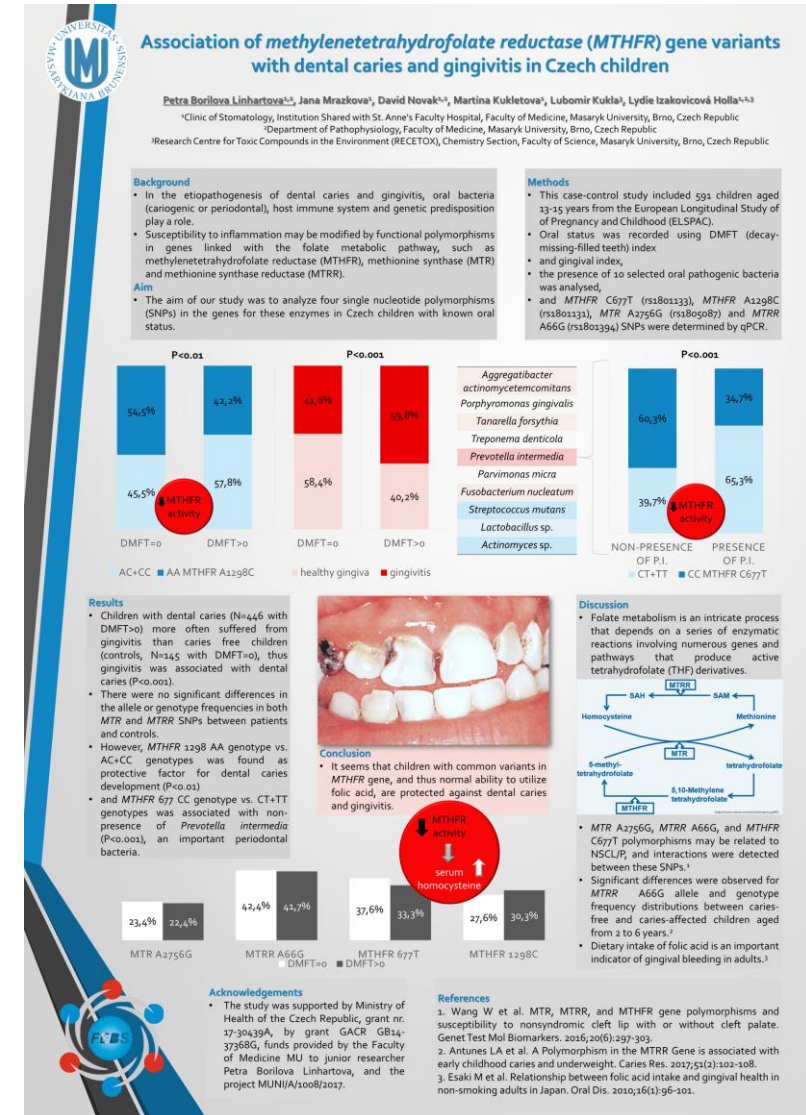 UNIVERSITAS
MASARYKIANA BRUNENSIS
Association of methylenetetrahydrofolate reductase (MTHFR) gene variants
with dental caries and gingivitis in Czech children
Petra Borilova Linhartova¹,², Jana Mrazkova¹, David Novak¹,², Martina Kukletova¹, Lubomir Kukla³, Lydie Izakovicová Holla¹,²,³
¹Clinic of Stomatology, Institution Shared with St. Anne's Faculty Hospital, Faculty of Medicine, Masaryk University, Brno, Czech Republic
²Department of Pathophysiology, Faculty of Medicine, Masaryk University, Brno, Czech Republic
³Research Centre for Toxic Compounds in the Environment (RECETOX), Chemistry Section, Faculty of Science, Masaryk University, Brno, Czech Republic
Background
• In the etiopathogenesis of dental caries and gingivitis, oral bacteria
(cariogenic or periodontal), host immune system and genetic predisposition
play a role.
• Susceptibility to inflammation may be modified by functional polymorphisms
in genes linked with the folate metabolic pathway, such as
methylenetetrahydrofolate reductase (MTHFR), methionine synthase (MTR)
and methionine synthase reductase (MTRR).
Aim
• The aim of our study was to analyze four single nucleotide polymorphisms
(SNPs) in the genes for these enzymes in Czech children with known oral
status.
Methods
• This case-control study included 591 children aged
13-15 years from the European Longitudinal Study of
of Pregnancy and Childhood (ELSPAC).
• Oral status was recorded using DMFT (decay-
missing-filled teeth) index
• and gingival index,
• the presence of 10 selected oral pathogenic bacteria
was analysed,
• and MTHFR C677T (rs1801133), MTHFR A1298C
(rs1801131), MTR A2756G (rs1805087) and MTRR
A66G (rs1801394) SNPs were determined by qPCR.
P<0.01
54,5%
42,2%
45,5%
57,8%
MTHFR
activity
DMFT=0
DMFT>0
AC+CC
AA MTHFR A1298C
P<0.001
42,6%
59,8%
58,4%
40,2%
DMFT=0
DMFT>0
healthy gingiva
gingivitis
Aggregatibacter
actinomycetemcomitans
Porphyromonas gingivalis
Tanarella forsythia
Treponema denticola
Prevotella intermedia
Parvimonas micra
Fusobacterium nucleatum
Streptococcus mutans
Lactobacillus sp.
Actinomyces sp.
P<0.001
60,3%
34,7%
39,7%
65,3%
MTHFR
activity
NON-PRESENCE
OF P.I.
PRESENCE
OF P.I.
CT+TT
CC MTHFR C677T
Results
• Children with dental caries (N=446 with
DMFT>0) more often suffered from
gingivitis than caries free children
(controls, N=145 with DMFT=0), thus
gingivitis was associated with dental
caries (P<0.001).
• There were no significant differences in
the allele or genotype frequencies in both
MTR and MTRR SNPs between patients
and controls.
• However, MTHFR 1298 AA genotype vs.
AC+CC genotypes was found as
protective factor for dental caries
development (P<0.01)
• and MTHFR 677 CC genotype vs. CT+TT
genotypes was associated with non-
presence of Prevotella intermedia
(P<0.001), an important periodontal
bacteria.
Conclusion
• It seems that children with common variants in
MTHFR gene, and thus normal ability to utilize
folic acid, are protected against dental caries
and gingivitis.
MTHFR
activity
serum
homocysteine
23,4%
22,4%
MTR A2756G
42,4%
41,7%
MTRR A66G
37,6%
33,3%
MTHFR 677T
27,6%
30,3%
MTHFR 1298C
DMFT=0
DMFT>0
Discussion
• Folate metabolism is an intricate process
that depends on a series of enzymatic
reactions involving numerous genes and
pathways that produce active
tetrahydrofolate (THF) derivatives.
MTRR
SAH
SAM
Homocysteine
Methionine
MTR
5-methyl-
tetrahydrofolate
tetrahydrofolate
5,10-Methylene
tetrahydrofolate
MTHFR
• MTR A2756G, MTRR A66G, and MTHFR
C677T polymorphisms may be related to
NSCL/P, and interactions were detected
between these SNPs.¹
• Significant differences were observed for
MTRR A66G allele and genotype
frequency distributions between caries-
free and caries-affected children aged
from 2 to 6 years.²
• Dietary intake of folic acid is an important
indicator of gingival bleeding in adults.³
FEBS
Acknowledgements
• The study was supported by Ministry of
Health of the Czech Republic, grant nr.
17-30439A, by grant GACR GB14-
37368G, funds provided by the Faculty
of Medicine MU to junior researcher
Petra Borilova Linhartova, and the
project MUNI/A/1008/2017.
References
1. Wang W et al. MTR, MTRR, and MTHFR gene polymorphisms and
susceptibility to nonsyndromic cleft lip with or without cleft palate.
Genet Test Mol Biomarkers. 2016;20(6):297-303.
2. Antunes LA et al. A Polymorphism in the MTRR Gene is associated with
early childhood caries and underweight. Caries Res. 2017;51(2):102-108.
3. Esaki M et al. Relationship between folic acid intake and gingival health in
non-smoking adults in Japan. Oral Dis. 2010;16(1):96-101.